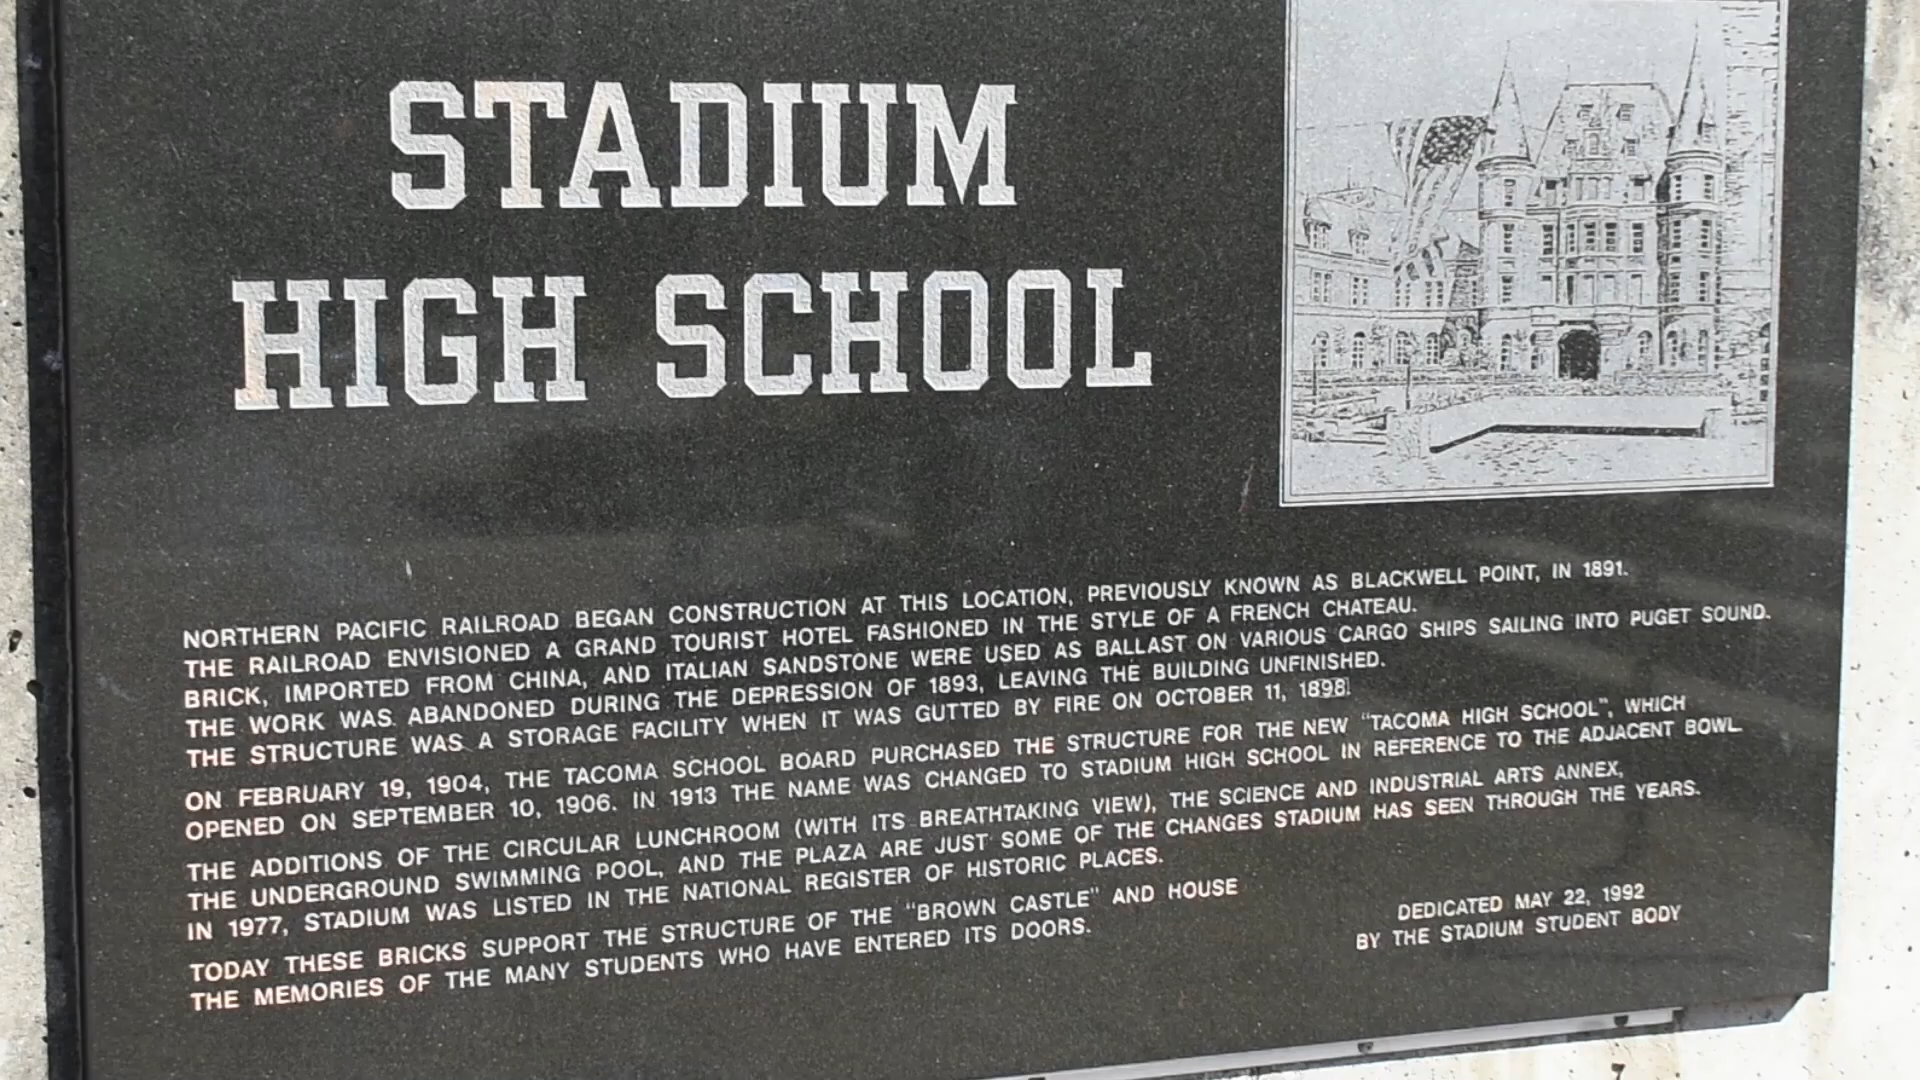 STADIUM
HIGH SCHOOL
NORTHERN PACIFIC RAILROAD BEGAN CONSTRUCTION AT THIS LOCATION, PREVIOUSLY KNOWN AS BLACKWELL POINT, IN 1891.
THE RAILROAD ENVISIONED A GRAND TOURIST HOTEL FASHIONED IN THE STYLE OF A FRENCH CHATEAU.
BRICK, IMPORTED FROM CHINA, AND ITALIAN SANDSTONE WERE USED AS BALLAST ON VARIOUS CARGO SHIPS SAILING INTO PUGET SOUND.
THE WORK WAS ABANDONED DURING THE DEPRESSION OF 1893, LEAVING THE BUILDING UNFINISHED.
THE STRUCTURE WAS A STORAGE FACILITY WHEN IT WAS GUTTED BY FIRE ON OCTOBER 11, 1898.
ON FEBRUARY 19, 1904, THE TACOMA SCHOOL BOARD PURCHASED THE STRUCTURE FOR THE NEW "TACOMA HIGH SCHOOL", WHICH
OPENED ON SEPTEMBER 10, 1906. IN 1913 THE NAME WAS CHANGED TO STADIUM HIGH SCHOOL IN REFERENCE TO THE ADJACENT BOWL.
THE ADDITIONS OF THE CIRCULAR LUNCHROOM (WITH ITS BREATHTAKING VIEW), THE SCIENCE AND INDUSTRIAL ARTS ANNEX,
THE UNDERGROUND SWIMMING POOL, AND THE PLAZA ARE JUST SOME OF THE CHANGES STADIUM HAS SEEN THROUGH THE YEARS.
IN 1977, STADIUM WAS LISTED IN THE NATIONAL REGISTER OF HISTORIC PLACES.
TODAY THESE BRICKS SUPPORT THE STRUCTURE OF THE "BROWN CASTLE" AND HOUSE
THE MEMORIES OF THE MANY STUDENTS WHO HAVE ENTERED ITS DOORS.
DEDICATED MAY 22, 1992
BY THE STADIUM STUDENT BODY